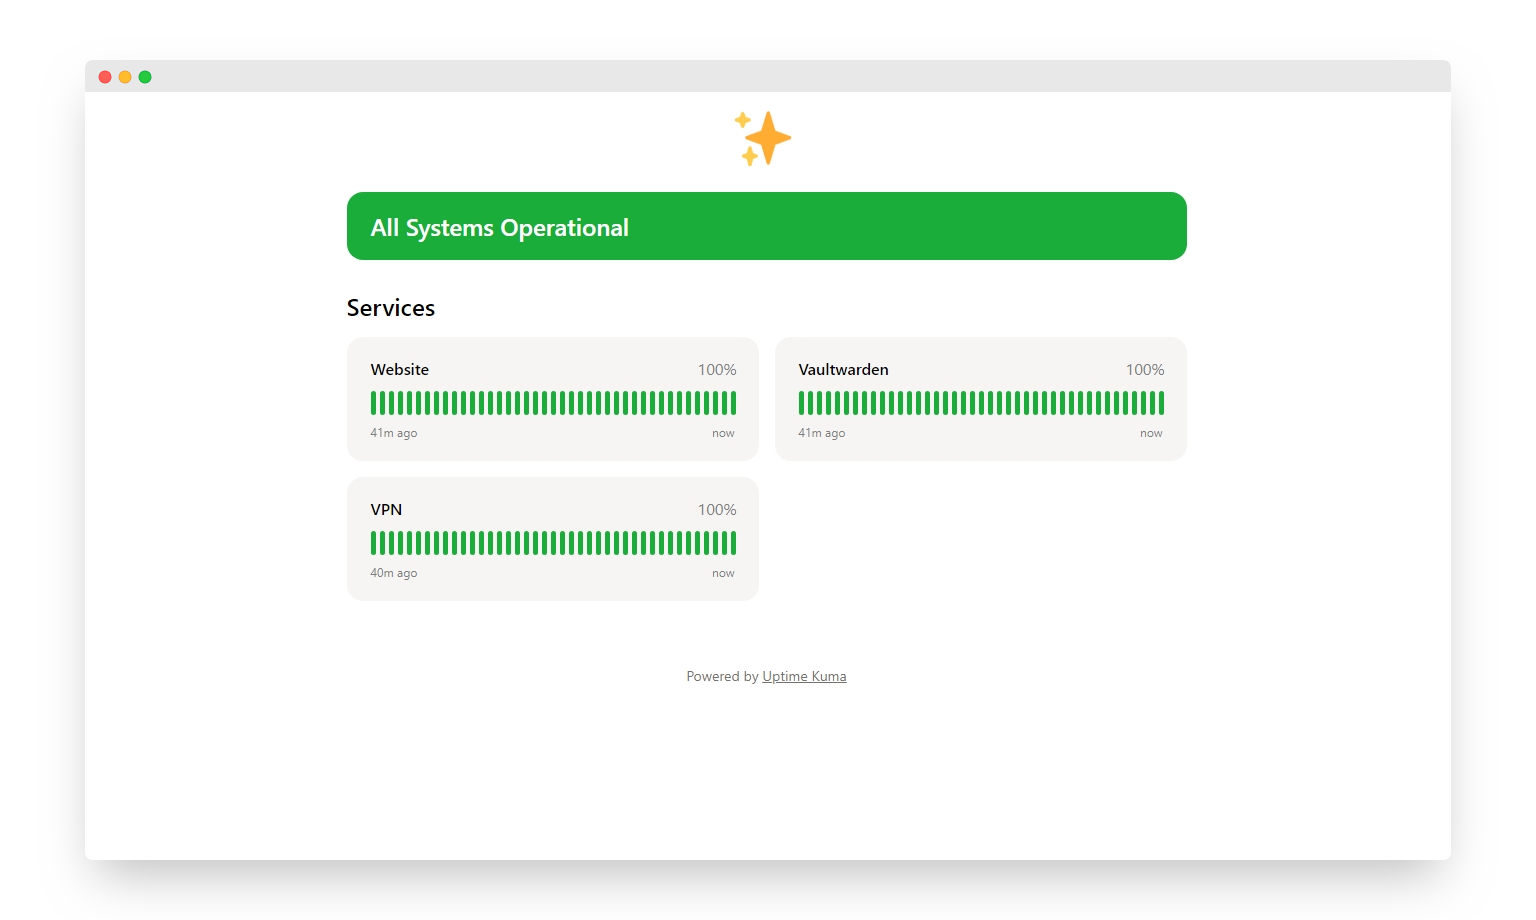 All Systems Operational
Services
Website 100%
41m ago now
Vaultwarden 100%
41m ago now
VPN 100%
40m ago now
Powered by Uptime Kuma